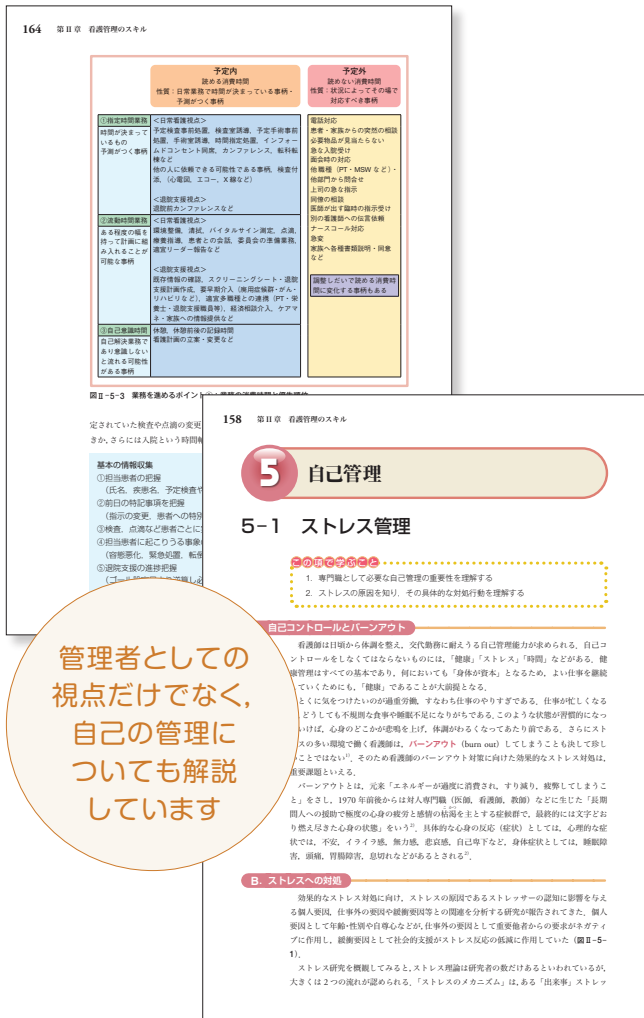 164 第Ⅱ章 看護管理のスキル
予定内
読める消費時間
性質：日常業務で時間が決まっている事柄・
予測がつく事柄
予定外
読めない消費時間
性質：状況によってその場で
対応すべき事柄
①指定時間業務
時間が決まって
いるもの
予測がつく事柄
＜日常看護視点＞
予定検査事前処置，検査室誘導，予定手術事前
処置，手術室誘導，時間指定処置，インフォー
ムドコンセント同席，カンファレンス，転科転
棟など
他の人に依頼できる可能性である事柄，検査付
添，（心電図，エコー，X線など）
＜退院支援視点＞
退院前カンファレンスなど
②流動時間業務
ある程度の幅を
持って計画に組
み入れることが
可能な事柄
＜日常看護視点＞
環境整備，清拭，バイタルサイン測定，点滴，
療養指導，患者との会話，委員会の準備業務，
適宜リーダー報告など
＜退院支援視点＞
既存情報の確認，スクリーニングシート・退院
支援計画作成，要早期介入（廃用症候群・がん・
リハビリなど），適宜多職種との連携（PT・栄
養士・退院支援職員等），経済相談介入，ケアマ
ネ・家族への情報提供など
③自己意識時間
自己解決業務で
あり意識しない
と流れる可能性
がある事柄
休憩，休憩前後の記録時間
看護計画の立案・変更など
電話対応
患者・家族からの突然の相談
必要物品が見当たらない
急な入院受け
面会時の対応
他職種（PT・MSWなど）・
他部門から問合せ
上司の急な指示
同僚の相談
医師が出す臨時の指示受け
別の看護師への伝言依頼
ナースコール対応
急変
家族へ各種書類説明・同意
など
調整しだいで読める消費時
間に変化する事柄もある
図Ⅱ-5-3 業務を進めるポイント
定されていた検査や点滴の変更
きか，さらには入院という時間
基本の情報収集
①担当患者の把握
（氏名，疾患名，予定検査や
②前日の特記事項を把握
（指示の変更，患者への特別
③検査，点滴など患者ごとに
④担当患者に起こりうる事象
（容態悪化，緊急処置，転倒
⑤退院支援の進捗把握
158 第Ⅱ章 看護管理のスキル
5 自己管理
5-1 ストレス管理
この項で学ぶこと
1. 専門職として必要な自己管理の重要性を理解する
2. ストレスの原因を知り，その具体的な対処行動を理解する
自己コントロールとバーンアウト
看護師は日頃から体調を整え，交代勤務に耐えうる自己管理能力が求められる．自己コ
ントロールをしなくてはならないものには，「健康」「ストレス」「時間」などがある．健
康管理はすべての基本であり，何においても「身体が資本」となるため，よい仕事を継続
していくためにも，「健康」であることが大前提となる．
とくに気をつけたいのが過重労働，すなわち仕事のやりすぎである．仕事が忙しくなる
どうしても不規則な食事や睡眠不足になりがちである．このような状態が習慣的になっ
いけば，心身のどこかが悲鳴を上げ，体調がわるくなってあたり前である．さらにスト
スの多い環境で働く看護師は，バーンアウト（burn out）してしまうことも決して珍し
いことではない1)．そのため看護師のバーンアウト対策に向けた効果的なストレス対処は，
重要課題といえる．
バーンアウトとは，元来「エネルギーが過度に消費され，すり減り，疲弊してしまうこ
と」をさし，1970年前後からは対人専門職（医師，看護師，教師）などに生じた「長期
間人への援助で極度の心身の疲労と感情の枯渇を主とする症候群で，最終的には文字どお
り燃え尽きた心身の状態」をいう2)．具体的な心身の反応（症状）としては，心理的な症
状では，不安，イライラ感，無力感，悲哀感，自己卑下など，身体症状としては，睡眠障
害，頭痛，胃腸障害，息切れなどがあるとされる2)．
B. ストレスへの対処
効果的なストレス対処に向け，ストレスの原因であるストレッサーの認知に影響を与え
る個人要因，仕事外の要因や緩衝要因等との関連を分析する研究が報告されてきた．個人
要因として年齢・性別や自尊心などが，仕事外の要因として重要他者からの要求がネガティ
ブに作用し，緩衝要因として社会的支援がストレス反応の低減に作用していた（図Ⅱ-5-
1）．
ストレス研究を概観してみると，ストレス理論は研究者の数だけあるといわれているが，
大きくは2つの流れが認められる．「ストレスのメカニズム」は，ある「出来事」ストレッ
管理者としての
視点だけでなく，
自己の管理に
ついても解説
しています